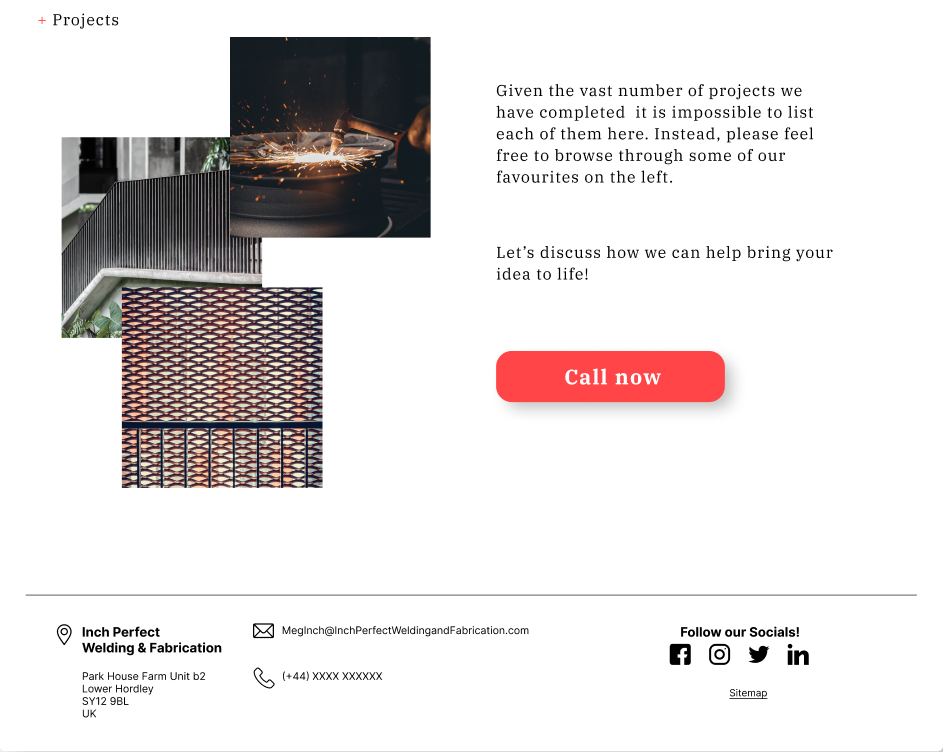 + Projects
Given the vast number of projects we
have completed  it is impossible to list
each of them here. Instead, please feel
free to browse through some of our
favourites on the left.
Let’s discuss how we can help bring your
idea to life!
Call now
Inch Perfect
Welding & Fabrication
Park House Farm Unit b2
Lower Hordley
SY12 9BL
UK
MegInch@InchPerfectWeldingandFabrication.com
(+44) XXXX XXXXXX
Follow our Socials!
Sitemap